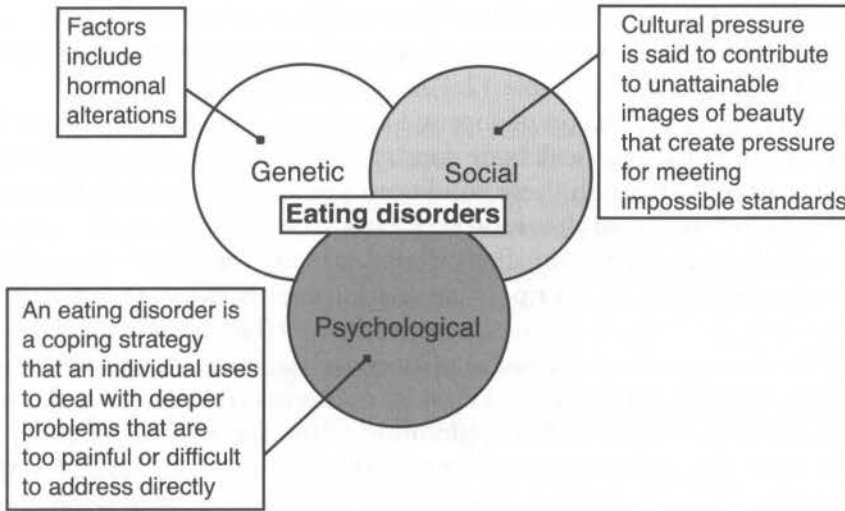 Factors
include
hormonal
alterations
Cultural pressure
is said to contribute
to unattainable
images of beauty
that create pressure
for meeting
impossible standards
Genetic
Social
Eating disorders
Psychological
An eating disorder is
a coping strategy
that an individual uses
to deal with deeper
problems that are
too painful or difficult
to address directly